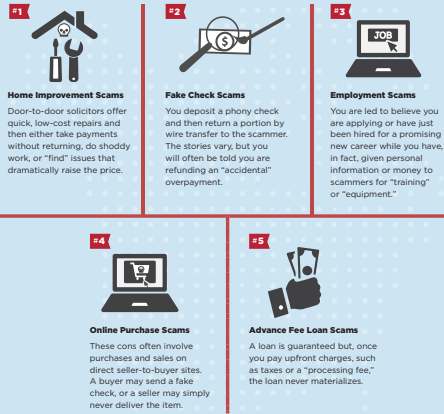 #1
Home Improvement Scams
Door-to-door solicitors offer
quick, low-cost repairs and
then either take payments
without returning, do shoddy
work, or “find” issues that
dramatically raise the price.
#2
$
Fake Check Scams
You deposit a phony check
and then return a portion by
wire transfer to the scammer.
The stories vary, but you
will often be told you are
refunding an “accidental”
overpayment.
#3
JOB
Employment Scams
You are led to believe you
are applying or have just
been hired for a promising
new career while you have,
in fact, given personal
information or money to
scammers for “training”
or “equipment.”
#4
Online Purchase Scams
These cons often involve
purchases and sales on
direct seller-to-buyer sites.
A buyer may send a fake
check, or a seller may simply
never deliver the item.
#5
Advance Fee Loan Scams
A loan is guaranteed but, once
you pay upfront charges, such
as taxes or a “processing fee,”
the loan never materializes.